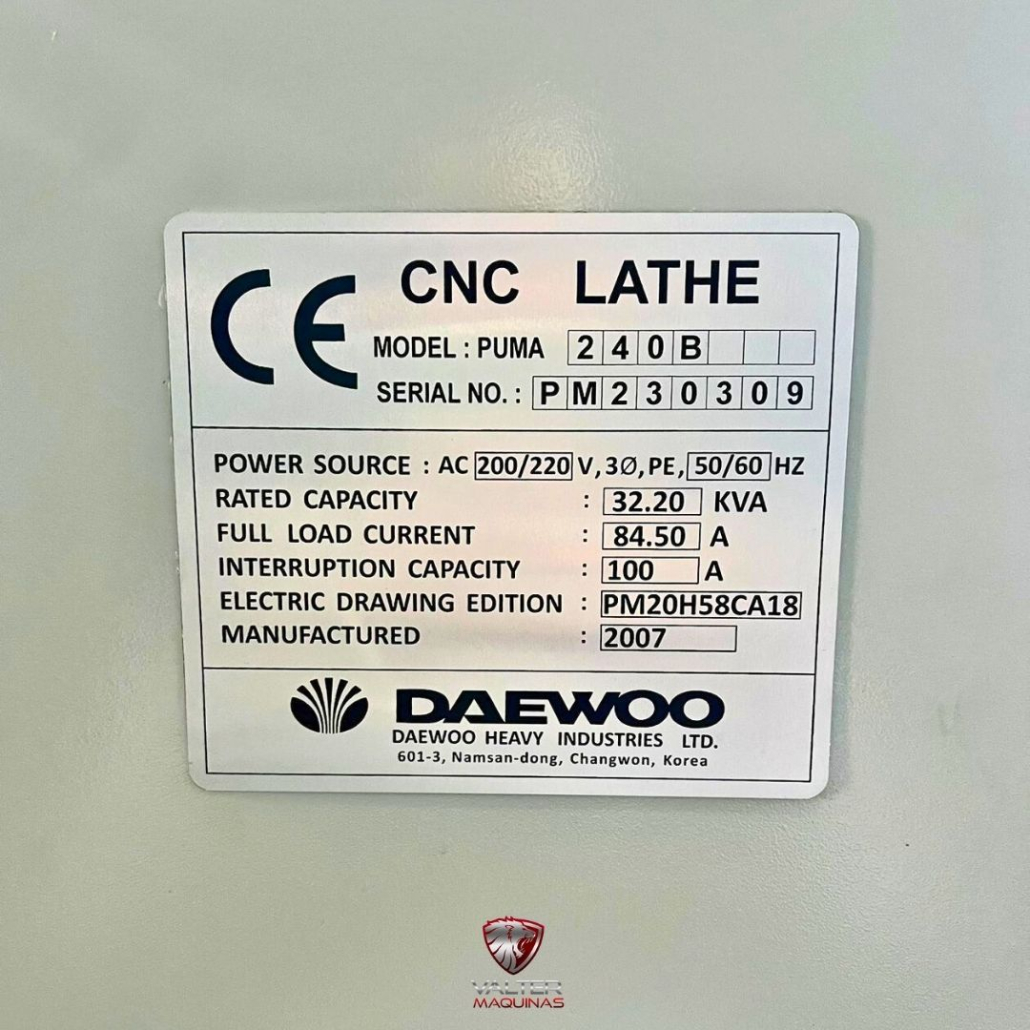 CE
CNC LATHE
MODEL : PUMA 240B
SERIAL NO. : PM230309
POWER SOURCE : AC 200/220 V, 3Ø, PE, 50/60 HZ
RATED CAPACITY : 32.20 KVA
FULL LOAD CURRENT : 84.50 A
INTERRUPTION CAPACITY : 100 A
ELECTRIC DRAWING EDITION : PM20H58CA18
MANUFACTURED : 2007
DAEWOO
DAEWOO HEAVY INDUSTRIES LTD.
601-3, Namsan-dong, Changwon, Korea
VALTER
MAQUINAS